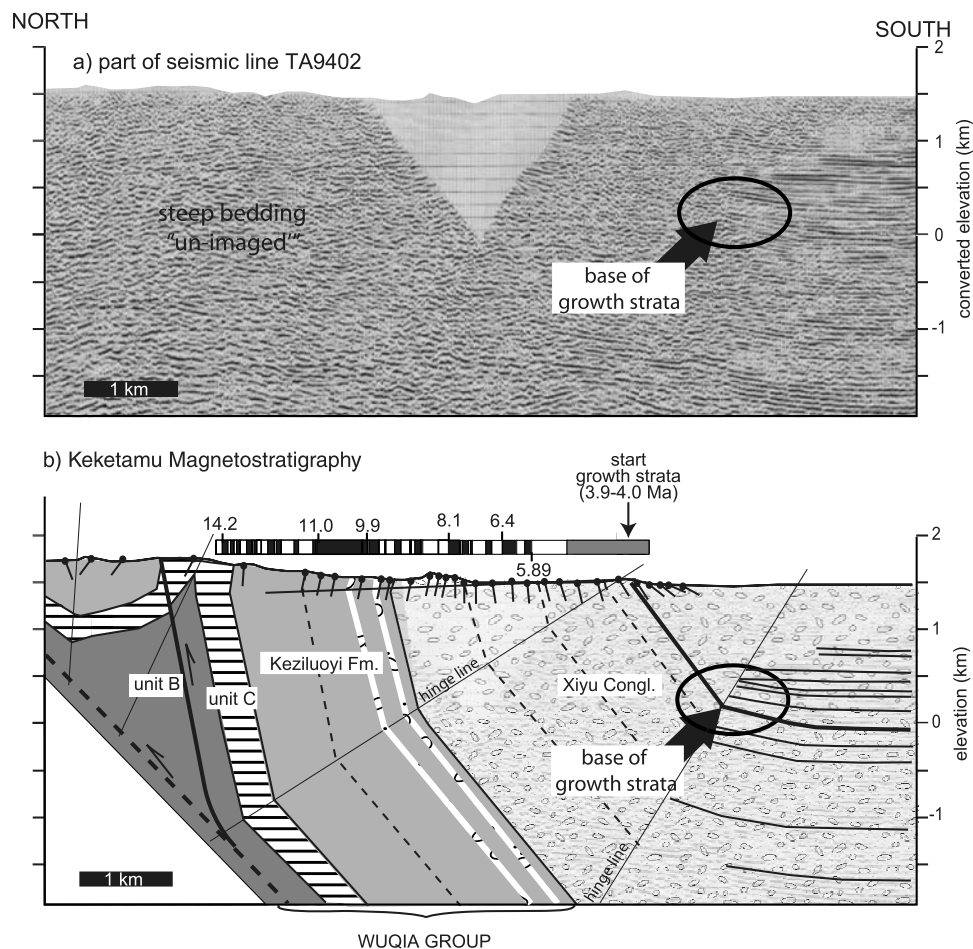 NORTH
SOUTH
a) part of seismic line TA9402
2
1
0
-1
converted elevation (km)
steep bedding
"un-imaged'"
base of
growth strata
1 km
b) Keketamu Magnetostratigraphy
start
growth strata
(3.9-4.0 Ma)
14.2
11.0
9.9
8.1
6.4
5.89
2
1
0
-1
elevation (km)
Keziluoyi Fm.
unit B
unit C
hinge line
Xiyu Congl.
base of
growth strata
hinge line
1 km
WUQIA GROUP